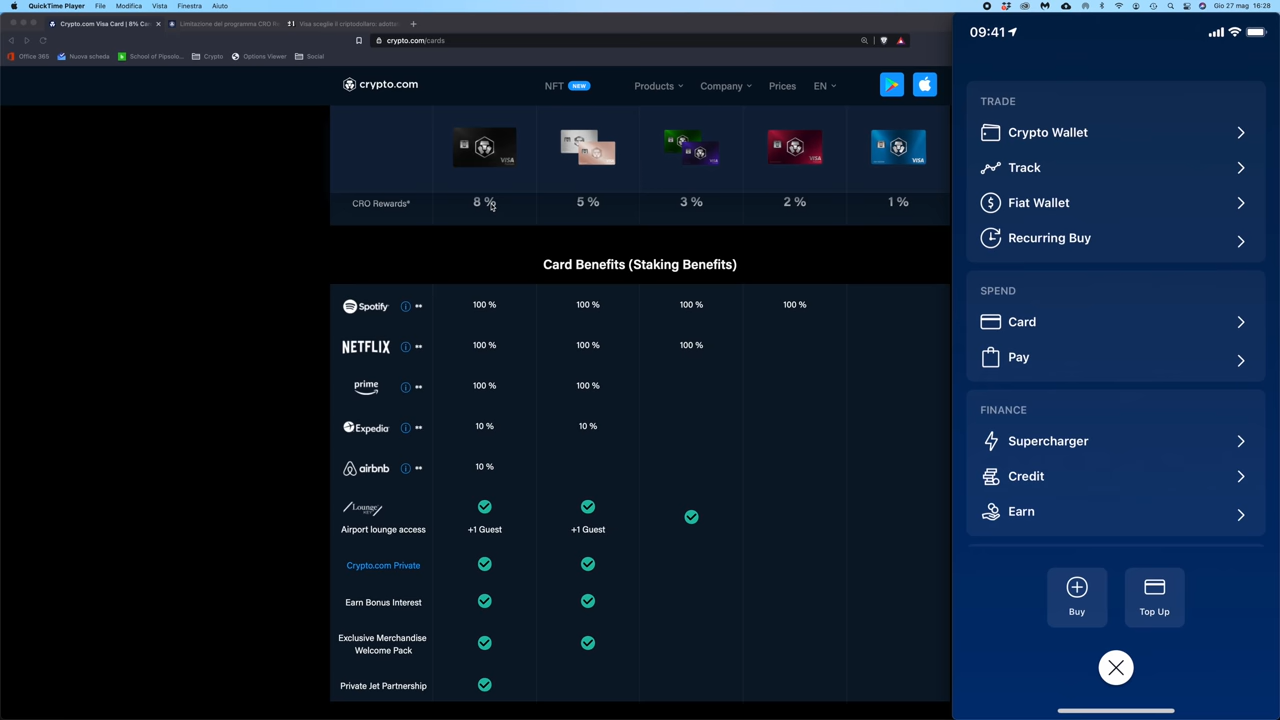 QuickTime Player File Modifica Vista Finestra Aiuto
Gio 27 mag 16:28
Crypto.com Visa Card | 8% Ca
Limitazione del programma CRO R
Visa sceglie il criptodollaro: adott
crypto.com/cards
Office 365
Nuova scheda
School of Pipsolo...
Crypto
Options Viewer
Social
crypto.com
NFT NEW
Products
Company
Prices
EN
VISA
VISA
VISA
CRO Rewards* 8 % 5 % 3 % 2 % 1 %
Card Benefits (Staking Benefits)
Spotify 100 % 100 % 100 % 100 %
NETFLIX 100 % 100 % 100 %
prime 100 % 100 %
Expedia 10 % 10 %
airbnb 10 %
Lounge KEY
Airport lounge access +1 Guest +1 Guest
Crypto.com Private
Earn Bonus Interest
Exclusive Merchandise
Welcome Pack
Private Jet Partnership
09:41
TRADE
Crypto Wallet
Track
Fiat Wallet
Recurring Buy
SPEND
Card
Pay
FINANCE
Supercharger
Credit
Earn
Buy
Top Up